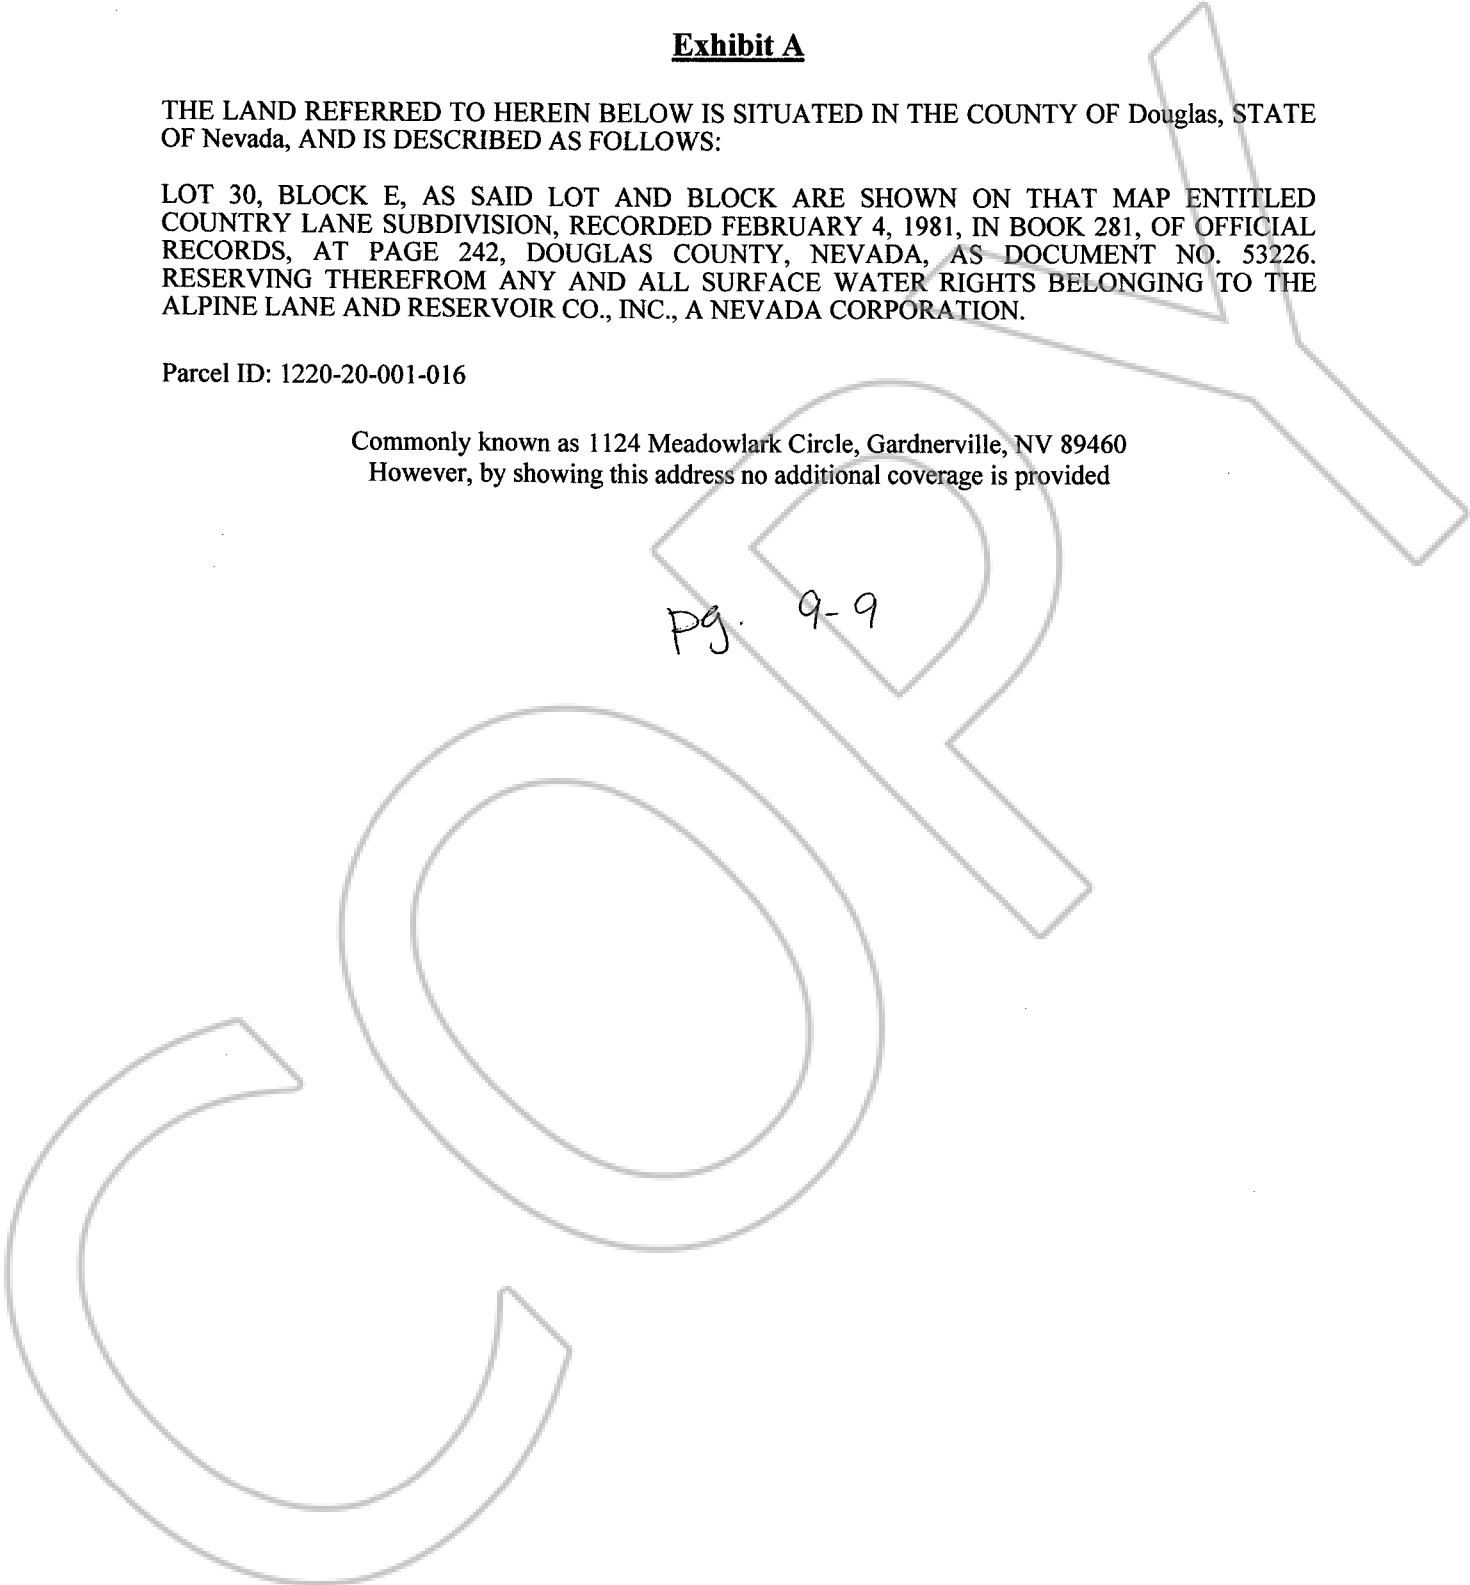 Exhibit A
THE LAND REFERRED TO HEREIN BELOW IS SITUATED IN THE COUNTY OF Douglas, STATE
OF Nevada, AND IS DESCRIBED AS FOLLOWS:
LOT 30, BLOCK E, AS SAID LOT AND BLOCK ARE SHOWN ON THAT MAP ENTITLED
COUNTRY LANE SUBDIVISION, RECORDED FEBRUARY 4, 1981, IN BOOK 281, OF OFFICIAL
RECORDS, AT PAGE 242, DOUGLAS COUNTY, NEVADA, AS DOCUMENT NO. 53226.
RESERVING THEREFROM ANY AND ALL SURFACE WATER RIGHTS BELONGING TO THE
ALPINE LANE AND RESERVOIR CO., INC., A NEVADA CORPORATION.
Parcel ID: 1220-20-001-016
Commonly known as 1124 Meadowlark Circle, Gardnerville, NV 89460
However, by showing this address no additional coverage is provided
pg. 9-9
COPY